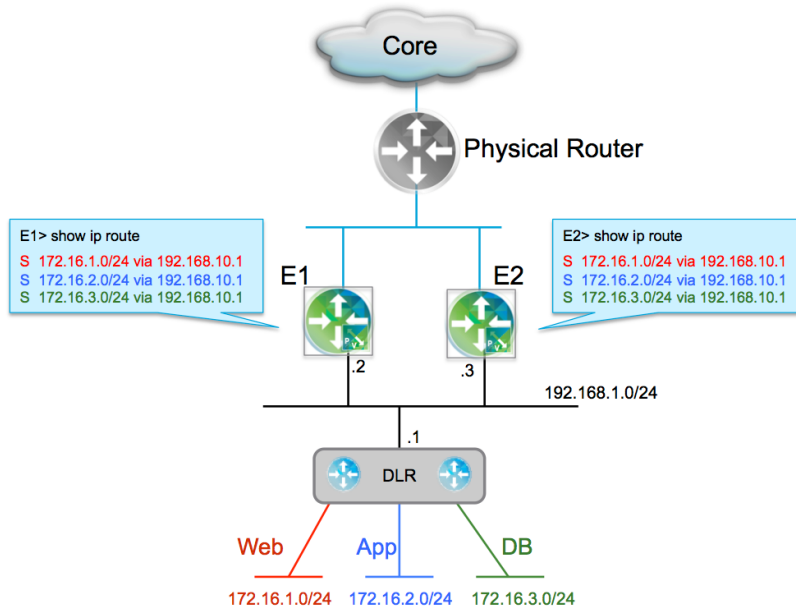 Core
Physical Router
E1> show ip route
S 172.16.1.0/24 via 192.168.10.1
S 172.16.2.0/24 via 192.168.10.1
S 172.16.3.0/24 via 192.168.10.1
E2> show ip route
S 172.16.1.0/24 via 192.168.10.1
S 172.16.2.0/24 via 192.168.10.1
S 172.16.3.0/24 via 192.168.10.1
E1
E2
P V
P V
.2
.3
192.168.1.0/24
.1
DLR
Web
App
DB
172.16.1.0/24
172.16.2.0/24
172.16.3.0/24